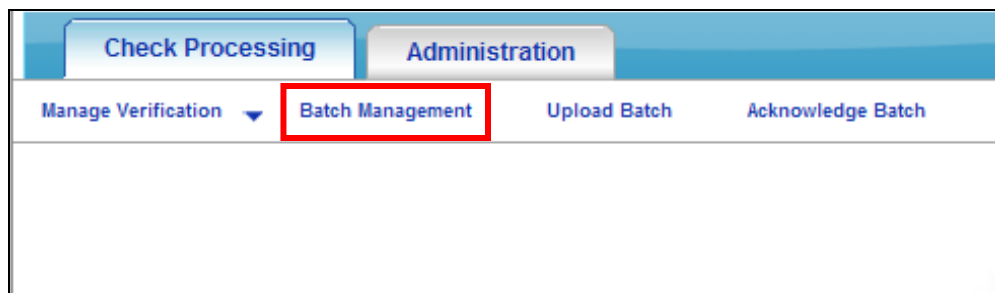 Check Processing Administration
Manage Verification Batch Management Upload Batch Acknowledge Batch